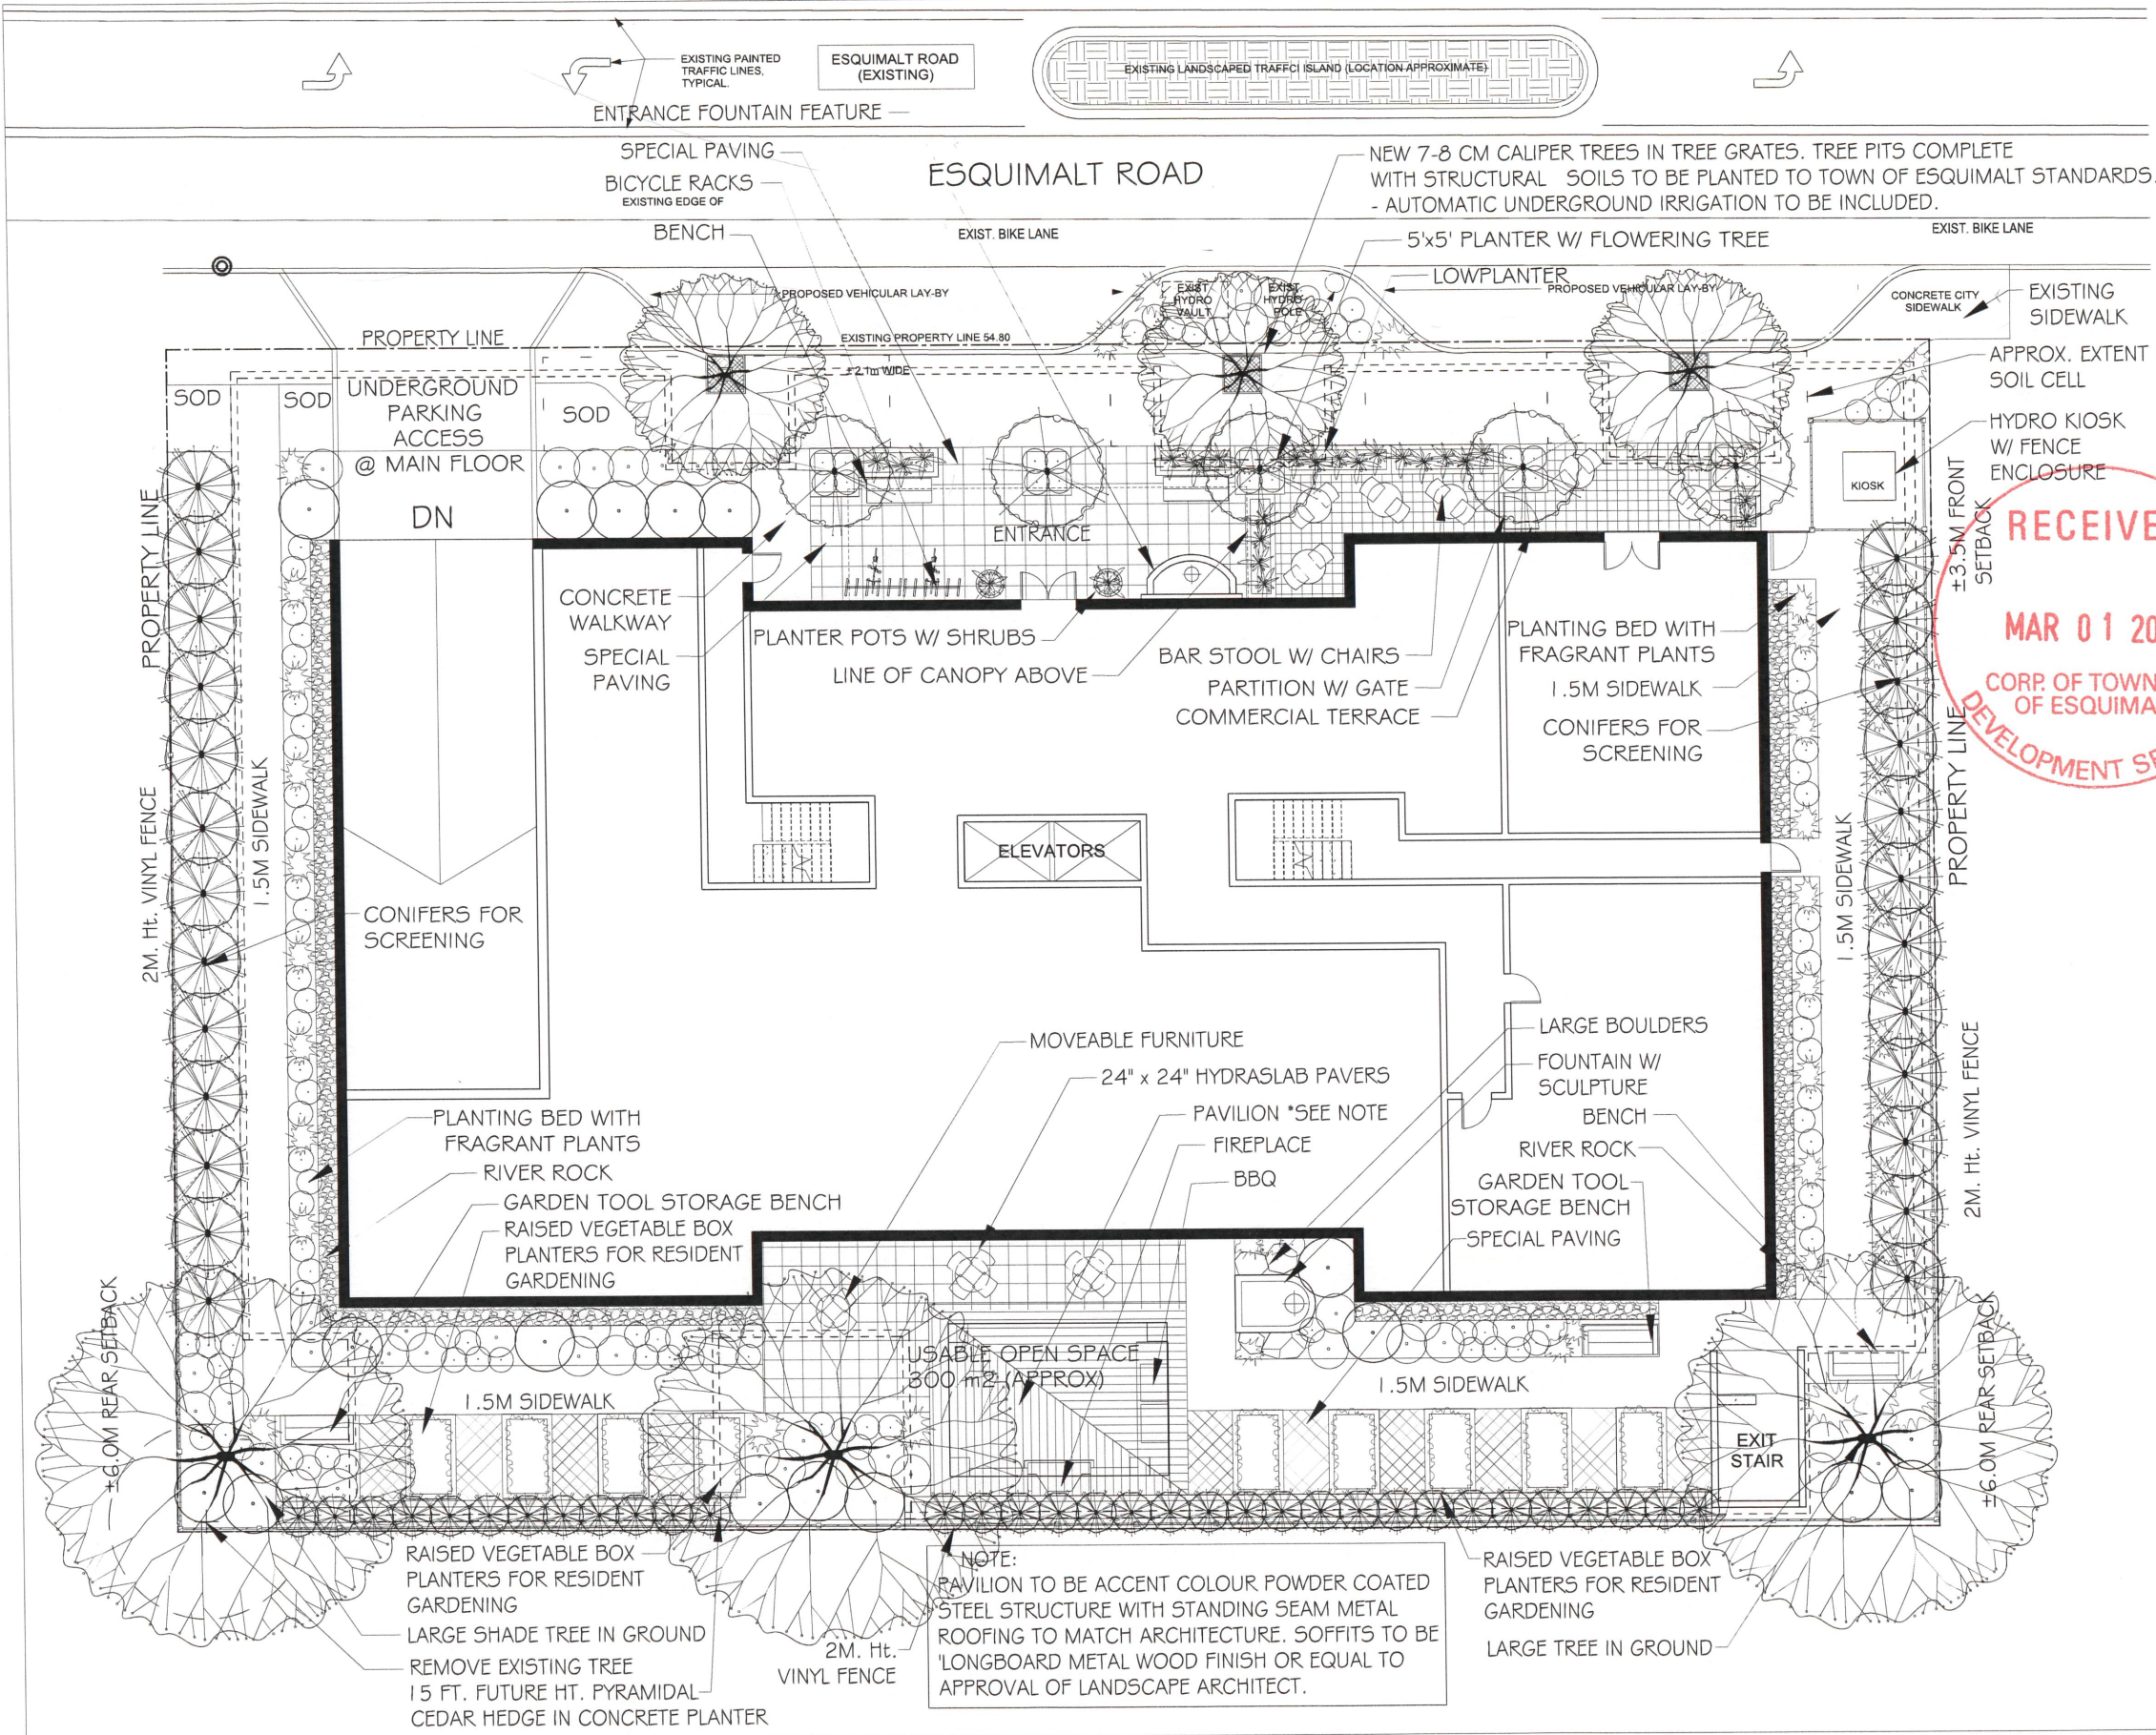 EXISTING PAINTED
TRAFFIC LINES,
TYPICAL.
ESQUIMALT ROAD
(EXISTING)
EXISTING LANDSCAPED TRAFFCI ISLAND (LOCATION APPROXIMATE)
ENTRANCE FOUNTAIN FEATURE
SPECIAL PAVING
BICYCLE RACKS
EXISTING EDGE OF
BENCH
ESQUIMALT ROAD
NEW 7-8 CM CALIPER TREES IN TREE GRATES. TREE PITS COMPLETE
WITH STRUCTURAL SOILS TO BE PLANTED TO TOWN OF ESQUIMALT STANDARDS.
- AUTOMATIC UNDERGROUND IRRIGATION TO BE INCLUDED.
EXIST. BIKE LANE
EXIST. BIKE LANE
5'x5' PLANTER W/ FLOWERING TREE
LOWPLANTER
PROPOSED VEHICULAR LAY-BY
EXIST
HYDRO
VAULT
EXIST
HYDRO
POLE
PROPOSED VEHICULAR LAY-BY
CONCRETE CITY
SIDEWALK
EXISTING
SIDEWALK
PROPERTY LINE
EXISTING PROPERTY LINE 54.80
±2.1m WIDE
APPROX. EXTENT
SOIL CELL
SOD
SOD
UNDERGROUND
PARKING
ACCESS
@ MAIN FLOOR
SOD
DN
HYDRO KIOSK
W/ FENCE
ENCLOSURE
KIOSK
ENTRANCE
±3.5M FRONT
SETBACK
RECEIVE
MAR 01 20
CORP. OF TOWN
OF ESQUIMA
DEVELOPMENT SE
PROPERTY LINE
CONCRETE
WALKWAY
SPECIAL
PAVING
PLANTER POTS W/ SHRUBS
LINE OF CANOPY ABOVE
BAR STOOL W/ CHAIRS
PARTITION W/ GATE
COMMERCIAL TERRACE
PLANTING BED WITH
FRAGRANT PLANTS
1.5M SIDEWALK
CONIFERS FOR
SCREENING
PROPERTY LINE
2M. Ht. VINYL FENCE
1.5M SIDEWALK
ELEVATORS
1.5M SIDEWALK
CONIFERS FOR
SCREENING
MOVEABLE FURNITURE
24" x 24" HYDRASLAB PAVERS
PAVILION *SEE NOTE
FIREPLACE
BBQ
LARGE BOULDERS
FOUNTAIN W/
SCULPTURE
BENCH
RIVER ROCK
GARDEN TOOL
STORAGE BENCH
SPECIAL PAVING
2M. Ht. VINYL FENCE
PLANTING BED WITH
FRAGRANT PLANTS
RIVER ROCK
GARDEN TOOL STORAGE BENCH
RAISED VEGETABLE BOX
PLANTERS FOR RESIDENT
GARDENING
±6.0M REAR SETBACK
USABLE OPEN SPACE
300 m2 (APPROX)
1.5M SIDEWALK
1.5M SIDEWALK
EXIT
STAIR
±6.0M REAR SETBACK
RAISED VEGETABLE BOX
PLANTERS FOR RESIDENT
GARDENING
LARGE SHADE TREE IN GROUND
REMOVE EXISTING TREE
15 FT. FUTURE HT. PYRAMIDAL
CEDAR HEDGE IN CONCRETE PLANTER
2M. Ht.
VINYL FENCE
NOTE:
PAVILION TO BE ACCENT COLOUR POWDER COATED
STEEL STRUCTURE WITH STANDING SEAM METAL
ROOFING TO MATCH ARCHITECTURE. SOFFITS TO BE
'LONGBOARD METAL WOOD FINISH OR EQUAL TO
APPROVAL OF LANDSCAPE ARCHITECT.
RAISED VEGETABLE BOX
PLANTERS FOR RESIDENT
GARDENING
LARGE TREE IN GROUND